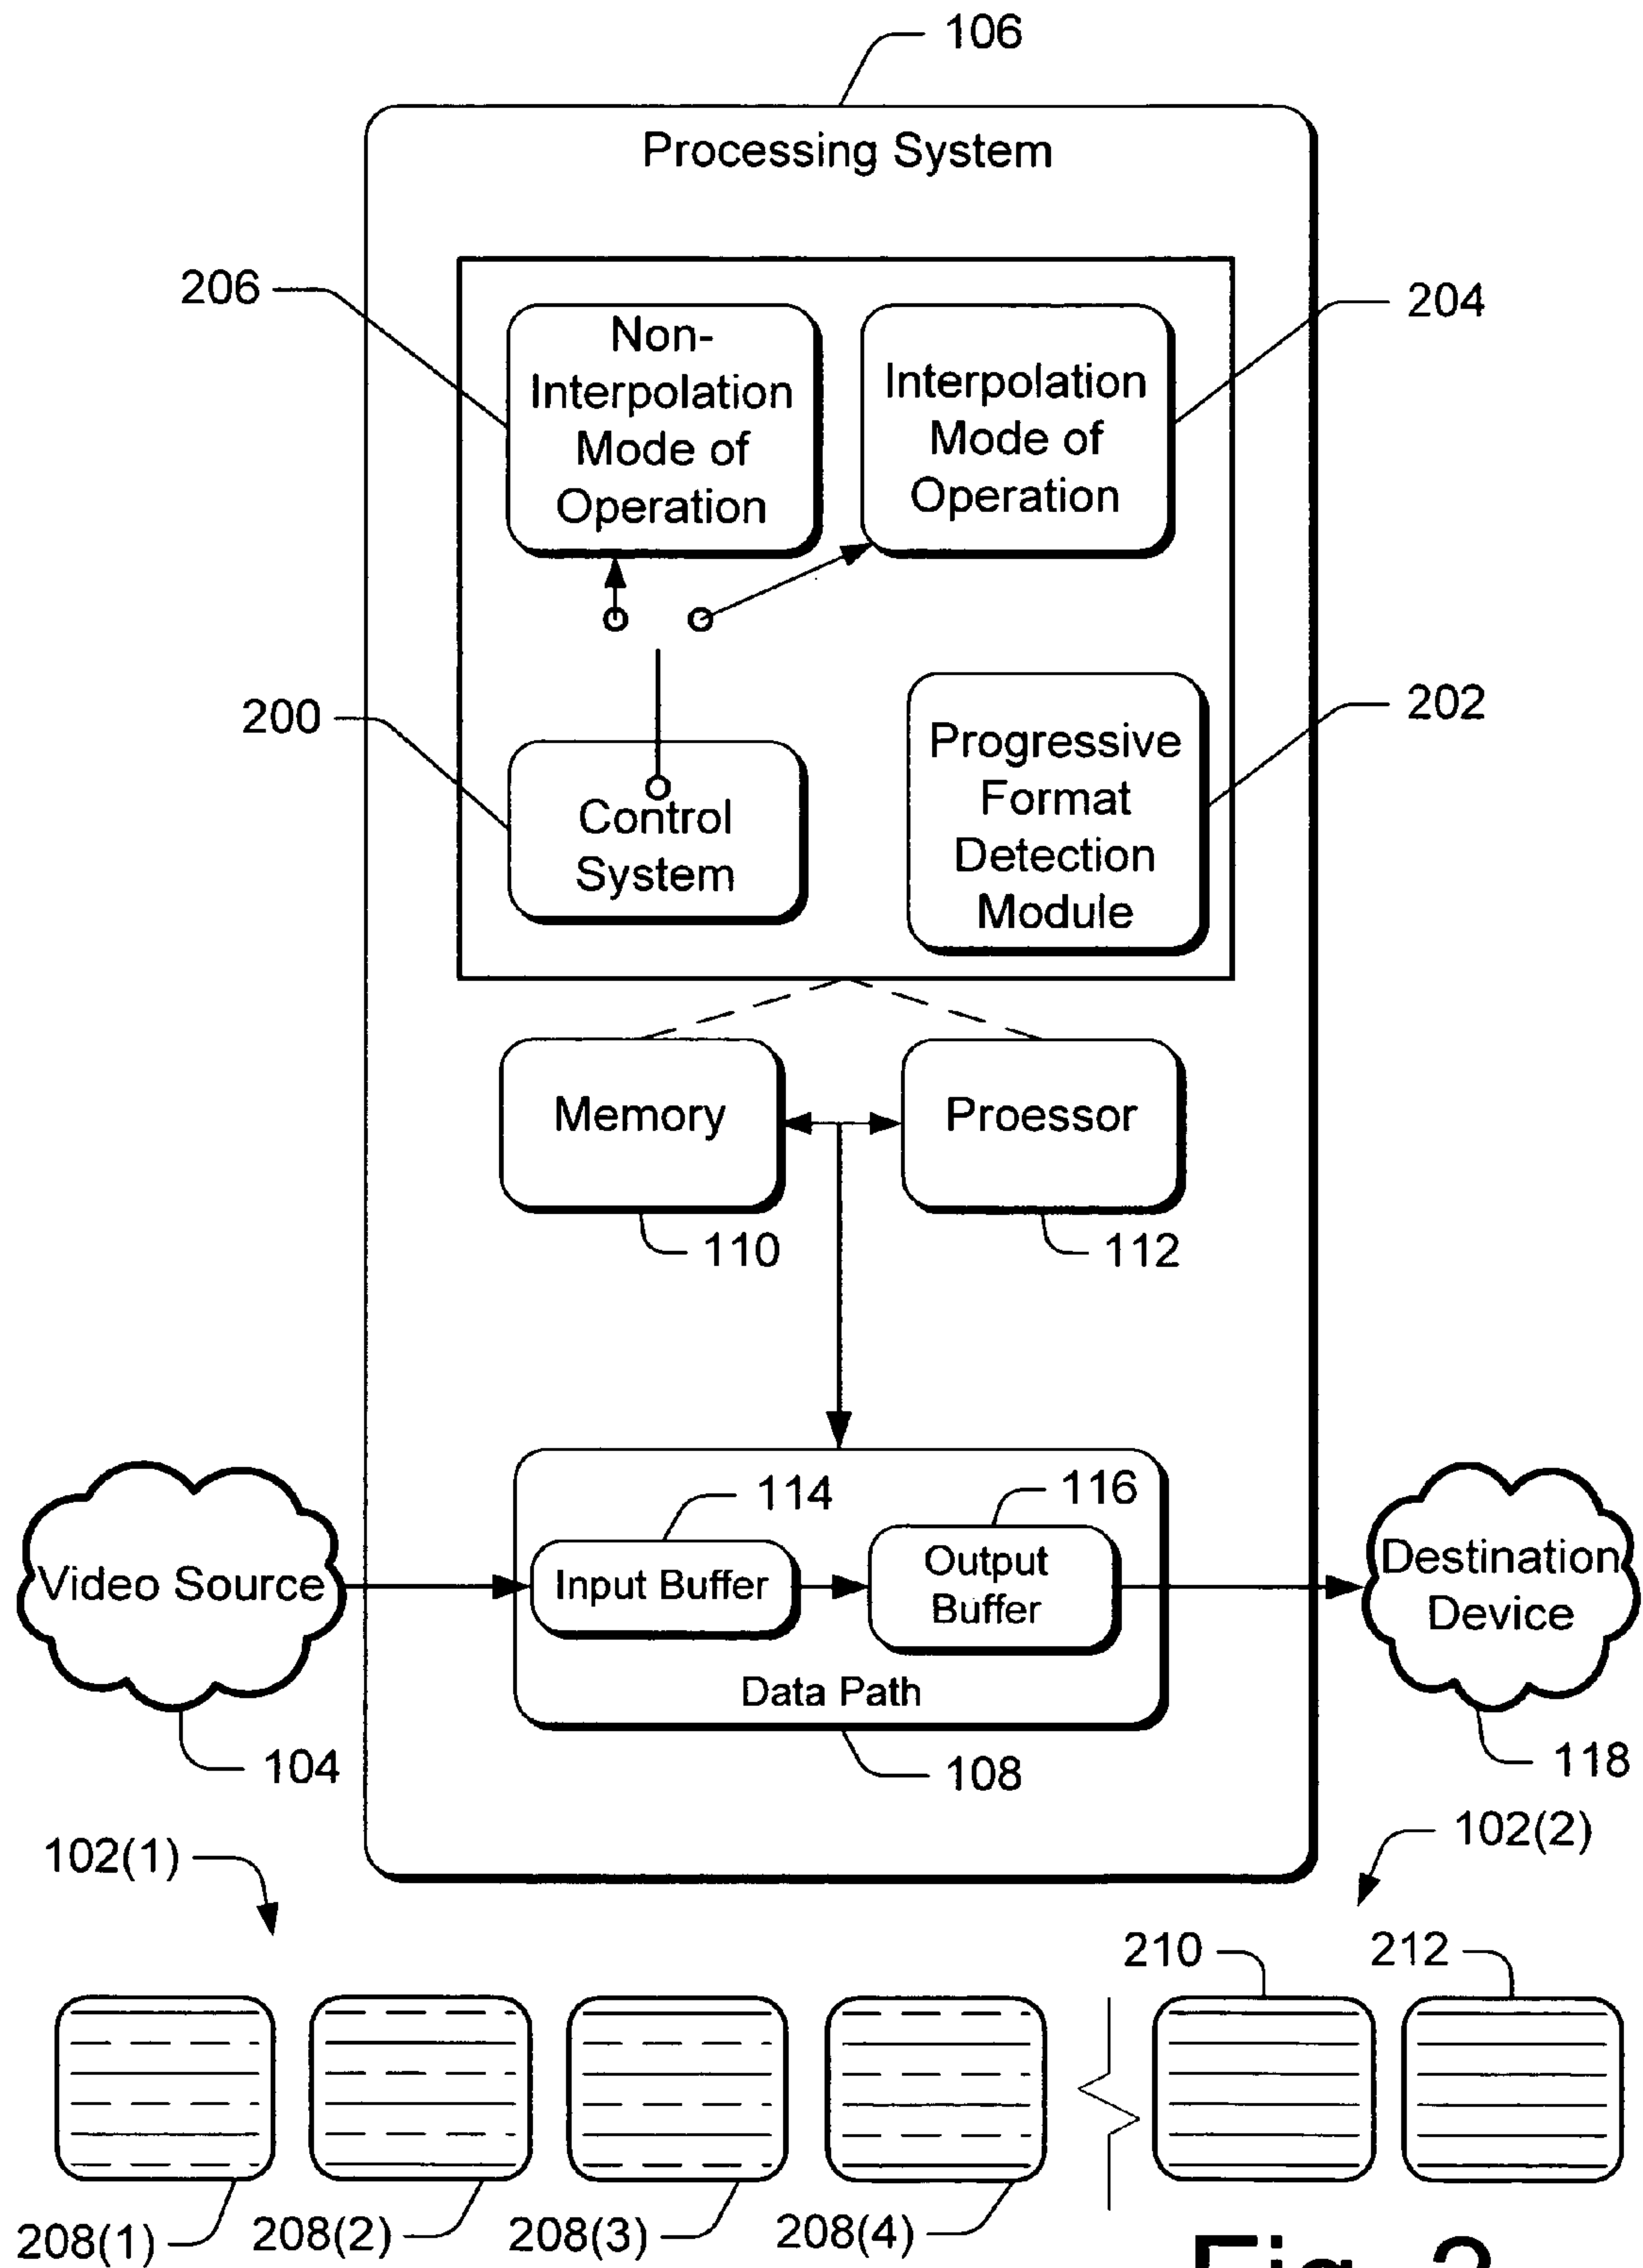 106
Processing System
206
204
Non-
Interpolation
Mode of
Operation
Interpolation
Mode of
Operation
200
202
Control
System
Progressive
Format
Detection
Module
Memory
Proessor
110
112
114
116
Video Source
Input Buffer
Output
Buffer
Destination
Device
Data Path
104
108
118
102(1)
102(2)
210
212
208(1)
208(2)
208(3)
208(4)
Fig. 2